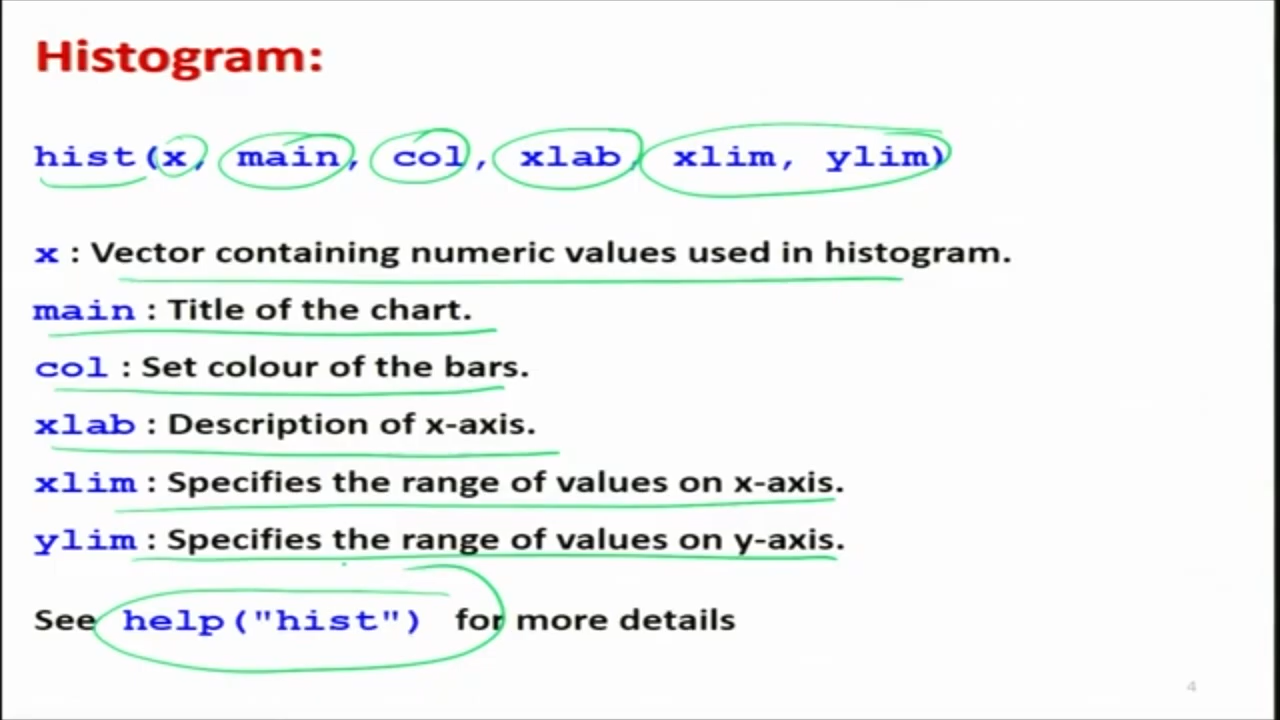 Histogram:
hist(x, main, col, xlab, xlim, ylim)
x : Vector containing numeric values used in histogram.
main : Title of the chart.
col : Set colour of the bars.
xlab : Description of x-axis.
xlim : Specifies the range of values on x-axis.
ylim : Specifies the range of values on y-axis.
See help("hist") for more details
4